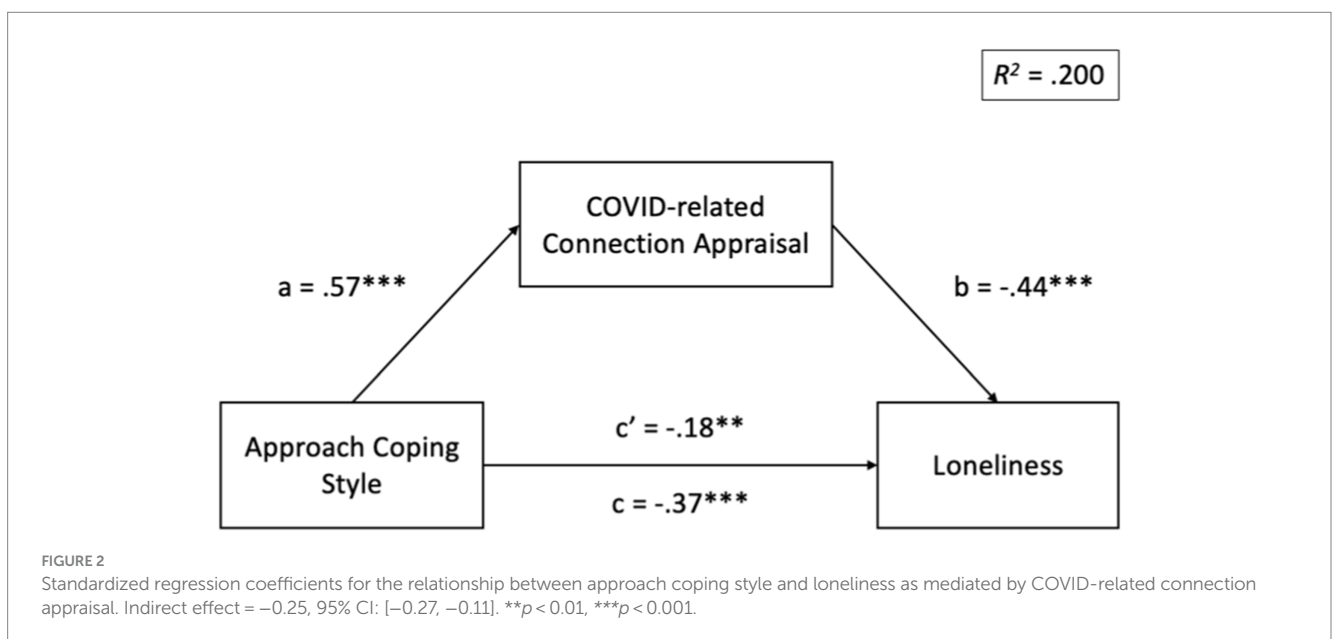 R² = .200
COVID-related
Connection Appraisal
a = .57***
b = -.44***
Approach Coping
Style
c’ = -.18**
c = -.37***
Loneliness
FIGURE 2
Standardized regression coefficients for the relationship between approach coping style and loneliness as mediated by COVID-related connection
appraisal. Indirect effect = −0.25, 95% CI: [−0.27, −0.11]. **p < 0.01, ***p < 0.001.